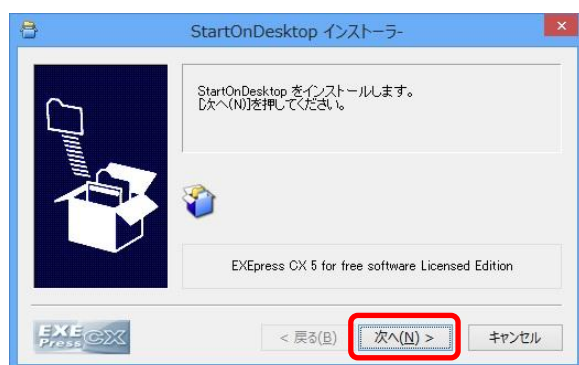 StartOnDesktop インストーラ-
StartOnDesktop をインストールします。
[次へ(N)]を押してください。
EXEpress CX 5 for free software Licensed Edition
EXE
Press CX
< 戻る(B)
次へ(N) >
キャンセル